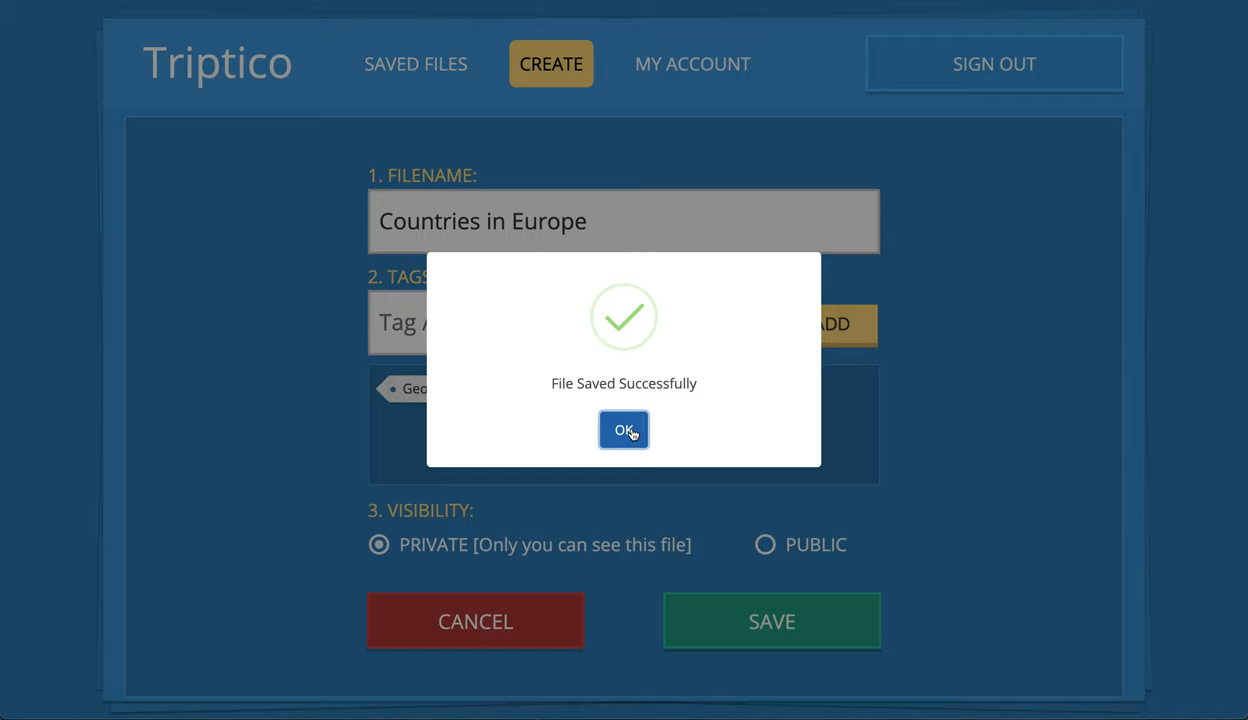 Triptico
SAVED FILES
CREATE
MY ACCOUNT
SIGN OUT
1. FILENAME:
Countries in Europe
2. TAGS
Tag
ADD
Geo
File Saved Successfully
OK
3. VISIBILITY:
PRIVATE [Only you can see this file]
PUBLIC
CANCEL
SAVE